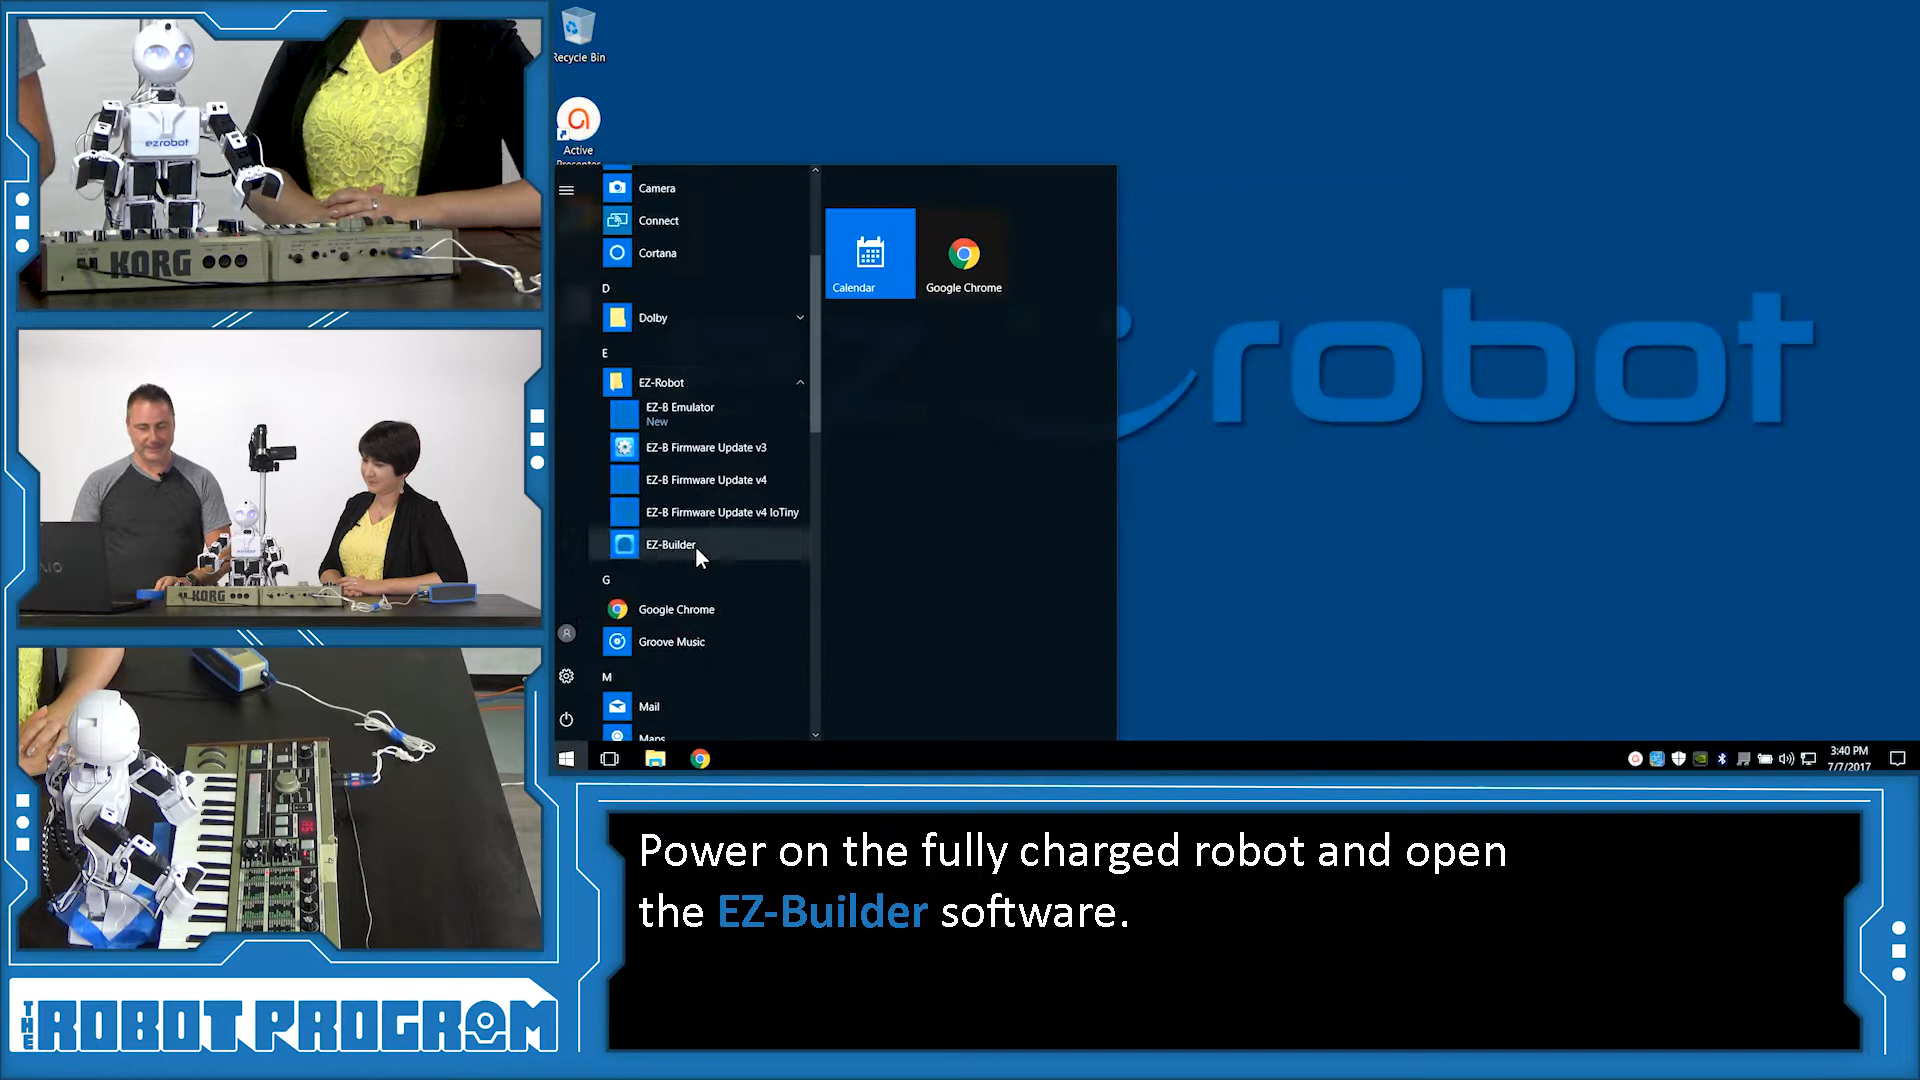 ezrobot
KORG
KORG
THE ROBOT PROGRAM
Recycle Bin
Active
Presenter
Camera
Connect
Cortana
D
Dolby
E
EZ-Robot
EZ-B Emulator
New
EZ-B Firmware Update v3
EZ-B Firmware Update v4
EZ-B Firmware Update v4 IoTiny
EZ-Builder
G
Google Chrome
Groove Music
M
Mail
Maps
Calendar
Google Chrome
robot
3:40 PM
7/7/2017
Power on the fully charged robot and open
the EZ-Builder software.